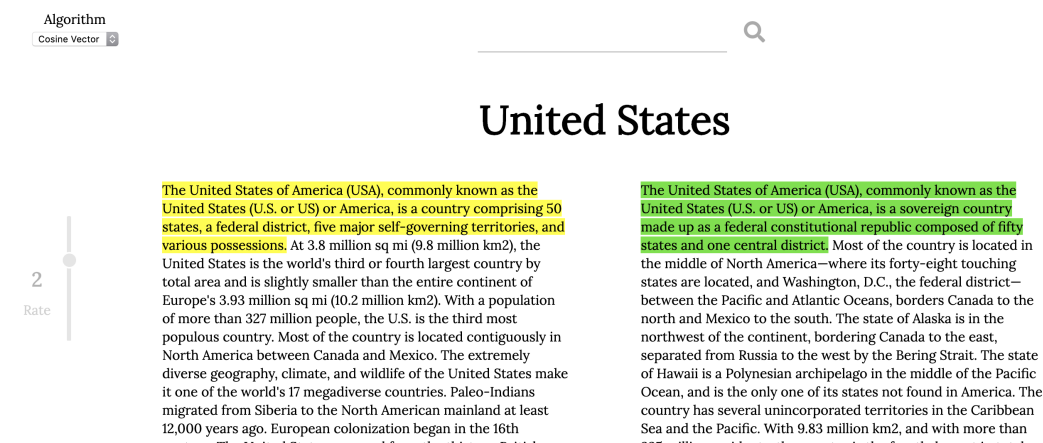 Algorithm
Cosine Vector
United States
The United States of America (USA), commonly known as the
United States (U.S. or US) or America, is a country comprising 50
states, a federal district, five major self-governing territories, and
various possessions. At 3.8 million sq mi (9.8 million km2), the
United States is the world's third or fourth largest country by
total area and is slightly smaller than the entire continent of
Europe's 3.93 million sq mi (10.2 million km2). With a population
of more than 327 million people, the U.S. is the third most
populous country. Most of the country is located contiguously in
North America between Canada and Mexico. The extremely
diverse geography, climate, and wildlife of the United States make
it one of the world's 17 megadiverse countries. Paleo-Indians
migrated from Siberia to the North American mainland at least
12,000 years ago. European colonization began in the 16th
The United States of America (USA), commonly known as the
United States (U.S. or US) or America, is a sovereign country
made up as a federal constitutional republic composed of fifty
states and one central district. Most of the country is located in
the middle of North America—where its forty-eight touching
states are located, and Washington, D.C., the federal district—
between the Pacific and Atlantic Oceans, borders Canada to the
north and Mexico to the south. The state of Alaska is in the
northwest of the continent, bordering Canada to the east,
separated from Russia to the west by the Bering Strait. The state
of Hawaii is a Polynesian archipelago in the middle of the Pacific
Ocean, and is the only one of its states not found in America. The
country has several unincorporated territories in the Caribbean
Sea and the Pacific. With 9.83 million km2, and with more than
2
Rate